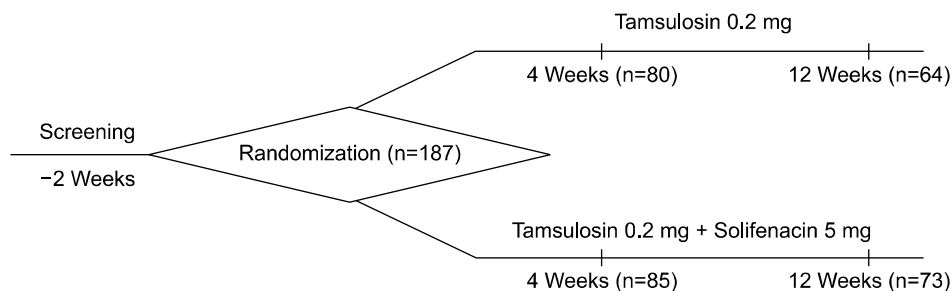 Tamsulosin 0.2 mg
4 Weeks (n=80) 12 Weeks (n=64)
Screening
Randomization (n=187)
−2 Weeks
Tamsulosin 0.2 mg + Solifenacin 5 mg
4 Weeks (n=85) 12 Weeks (n=73)